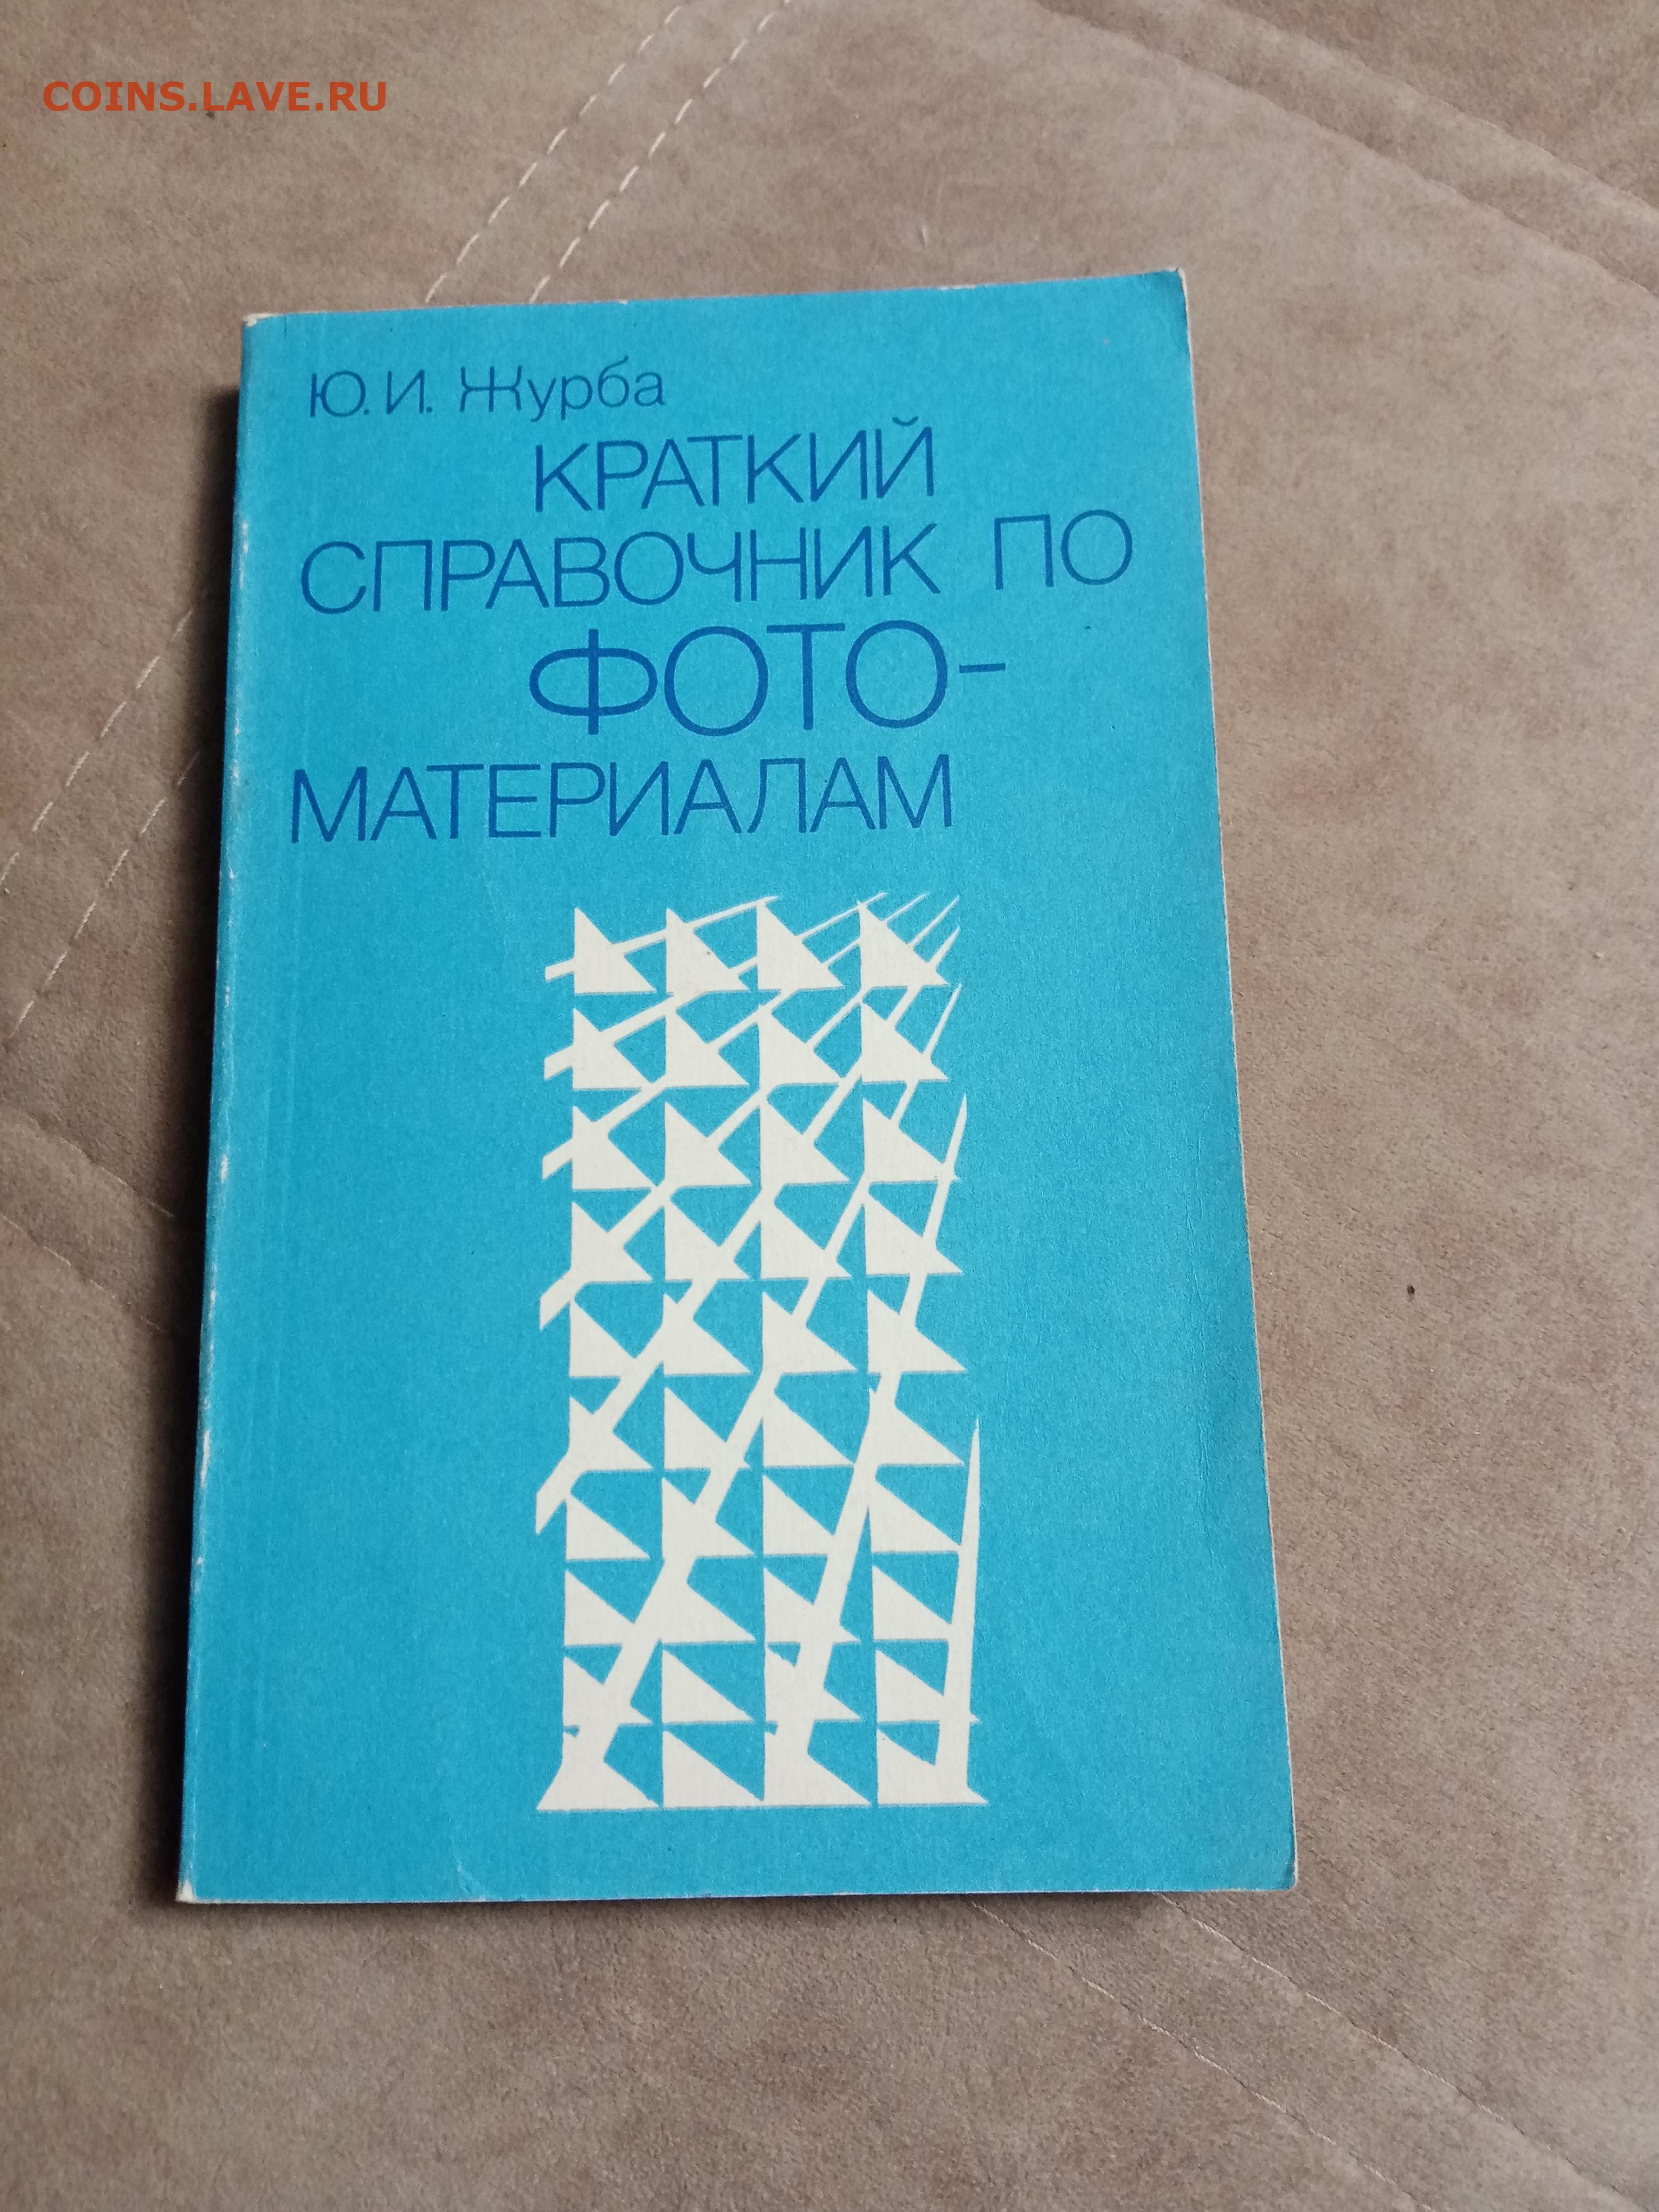 COINS.LAVE.RU
Ю. И. Журба
КРАТКИЙ
СПРАВОЧНИК ПО
ФОТО-
МАТЕРИАЛАМ